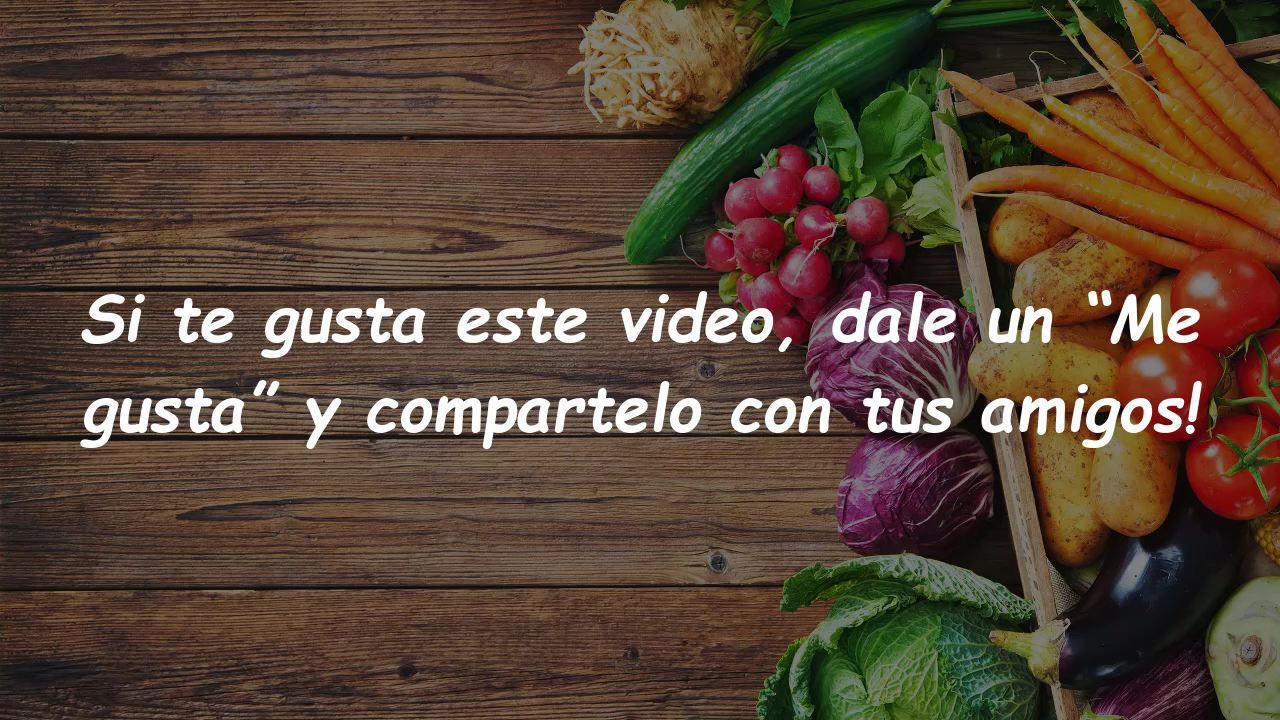 Si te gusta este video, dale un “Me
gusta” y compartelo con tus amigos!